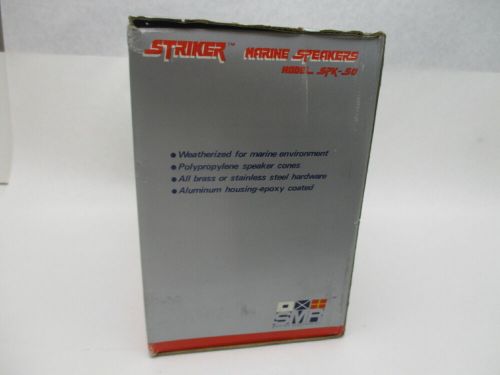 STRIKER™ MARINE SPEAKERS
MODEL SPK-50
• Weatherized for marine environment
• Polypropylene speaker cones
• All brass or stainless steel hardware
• Aluminum housing-epoxy coated
SMR